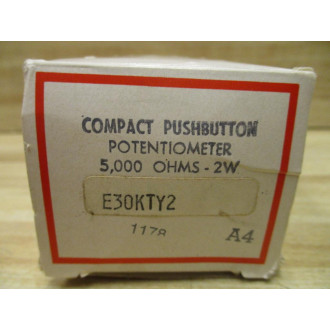 COMPACT PUSHBUTTON
POTENTIOMETER
5,000 OHMS - 2W
E30KTY2
1178 A4